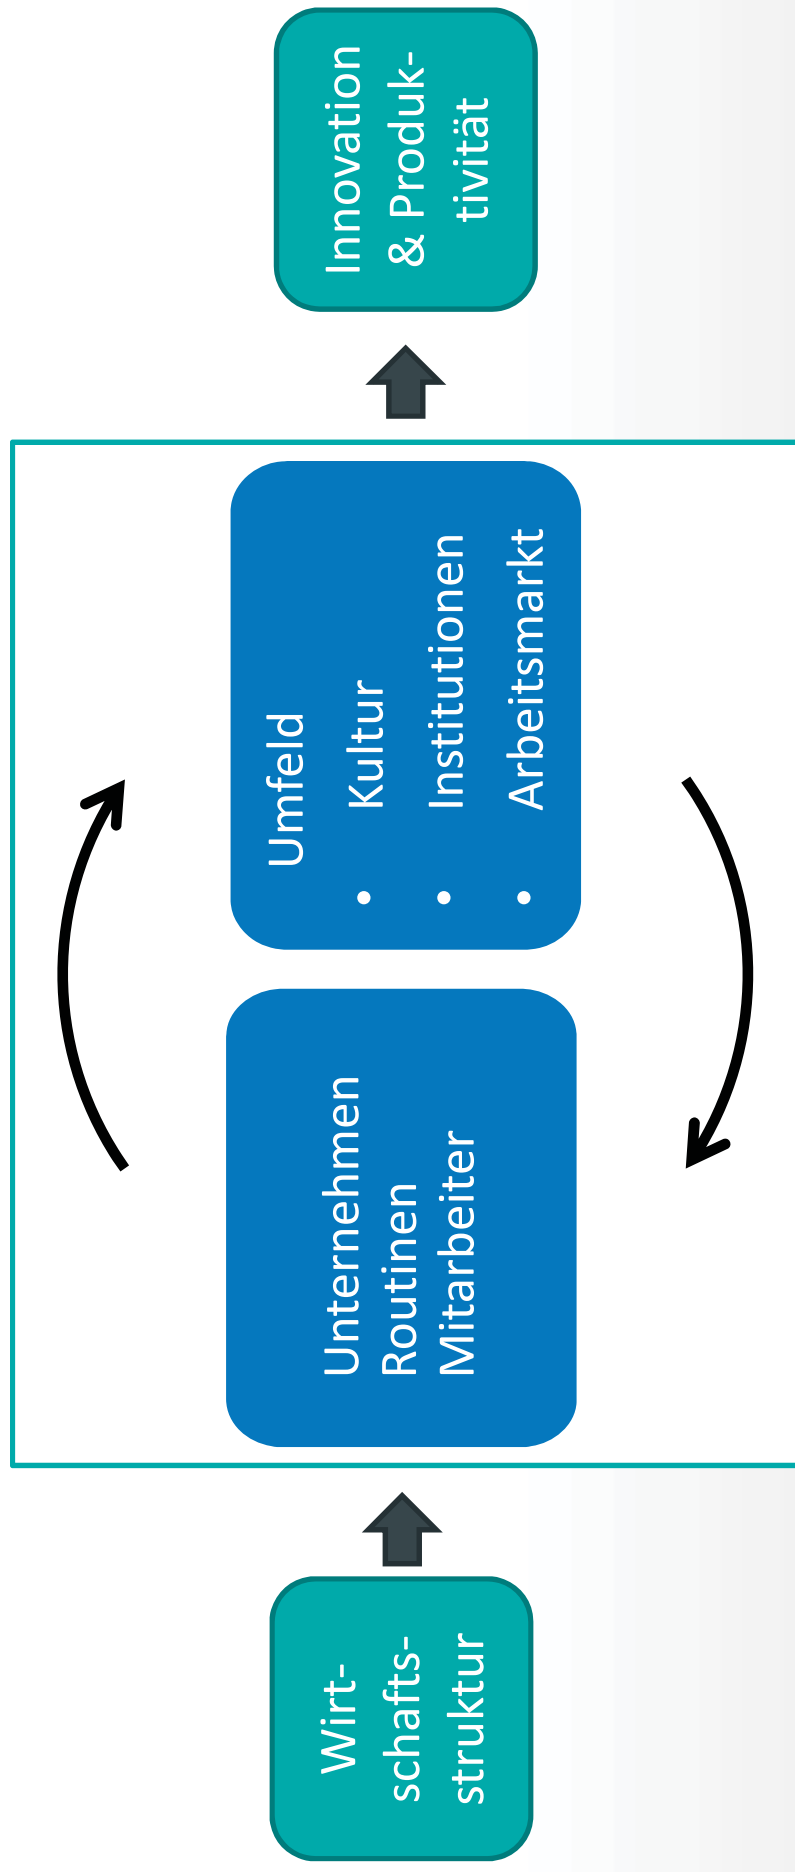 Wirt-
schafts-
struktur
Unternehmen
Routinen
Mitarbeiter
Umfeld
• Kultur
• Institutionen
• Arbeitsmarkt
Innovation
& Produk-
tivität